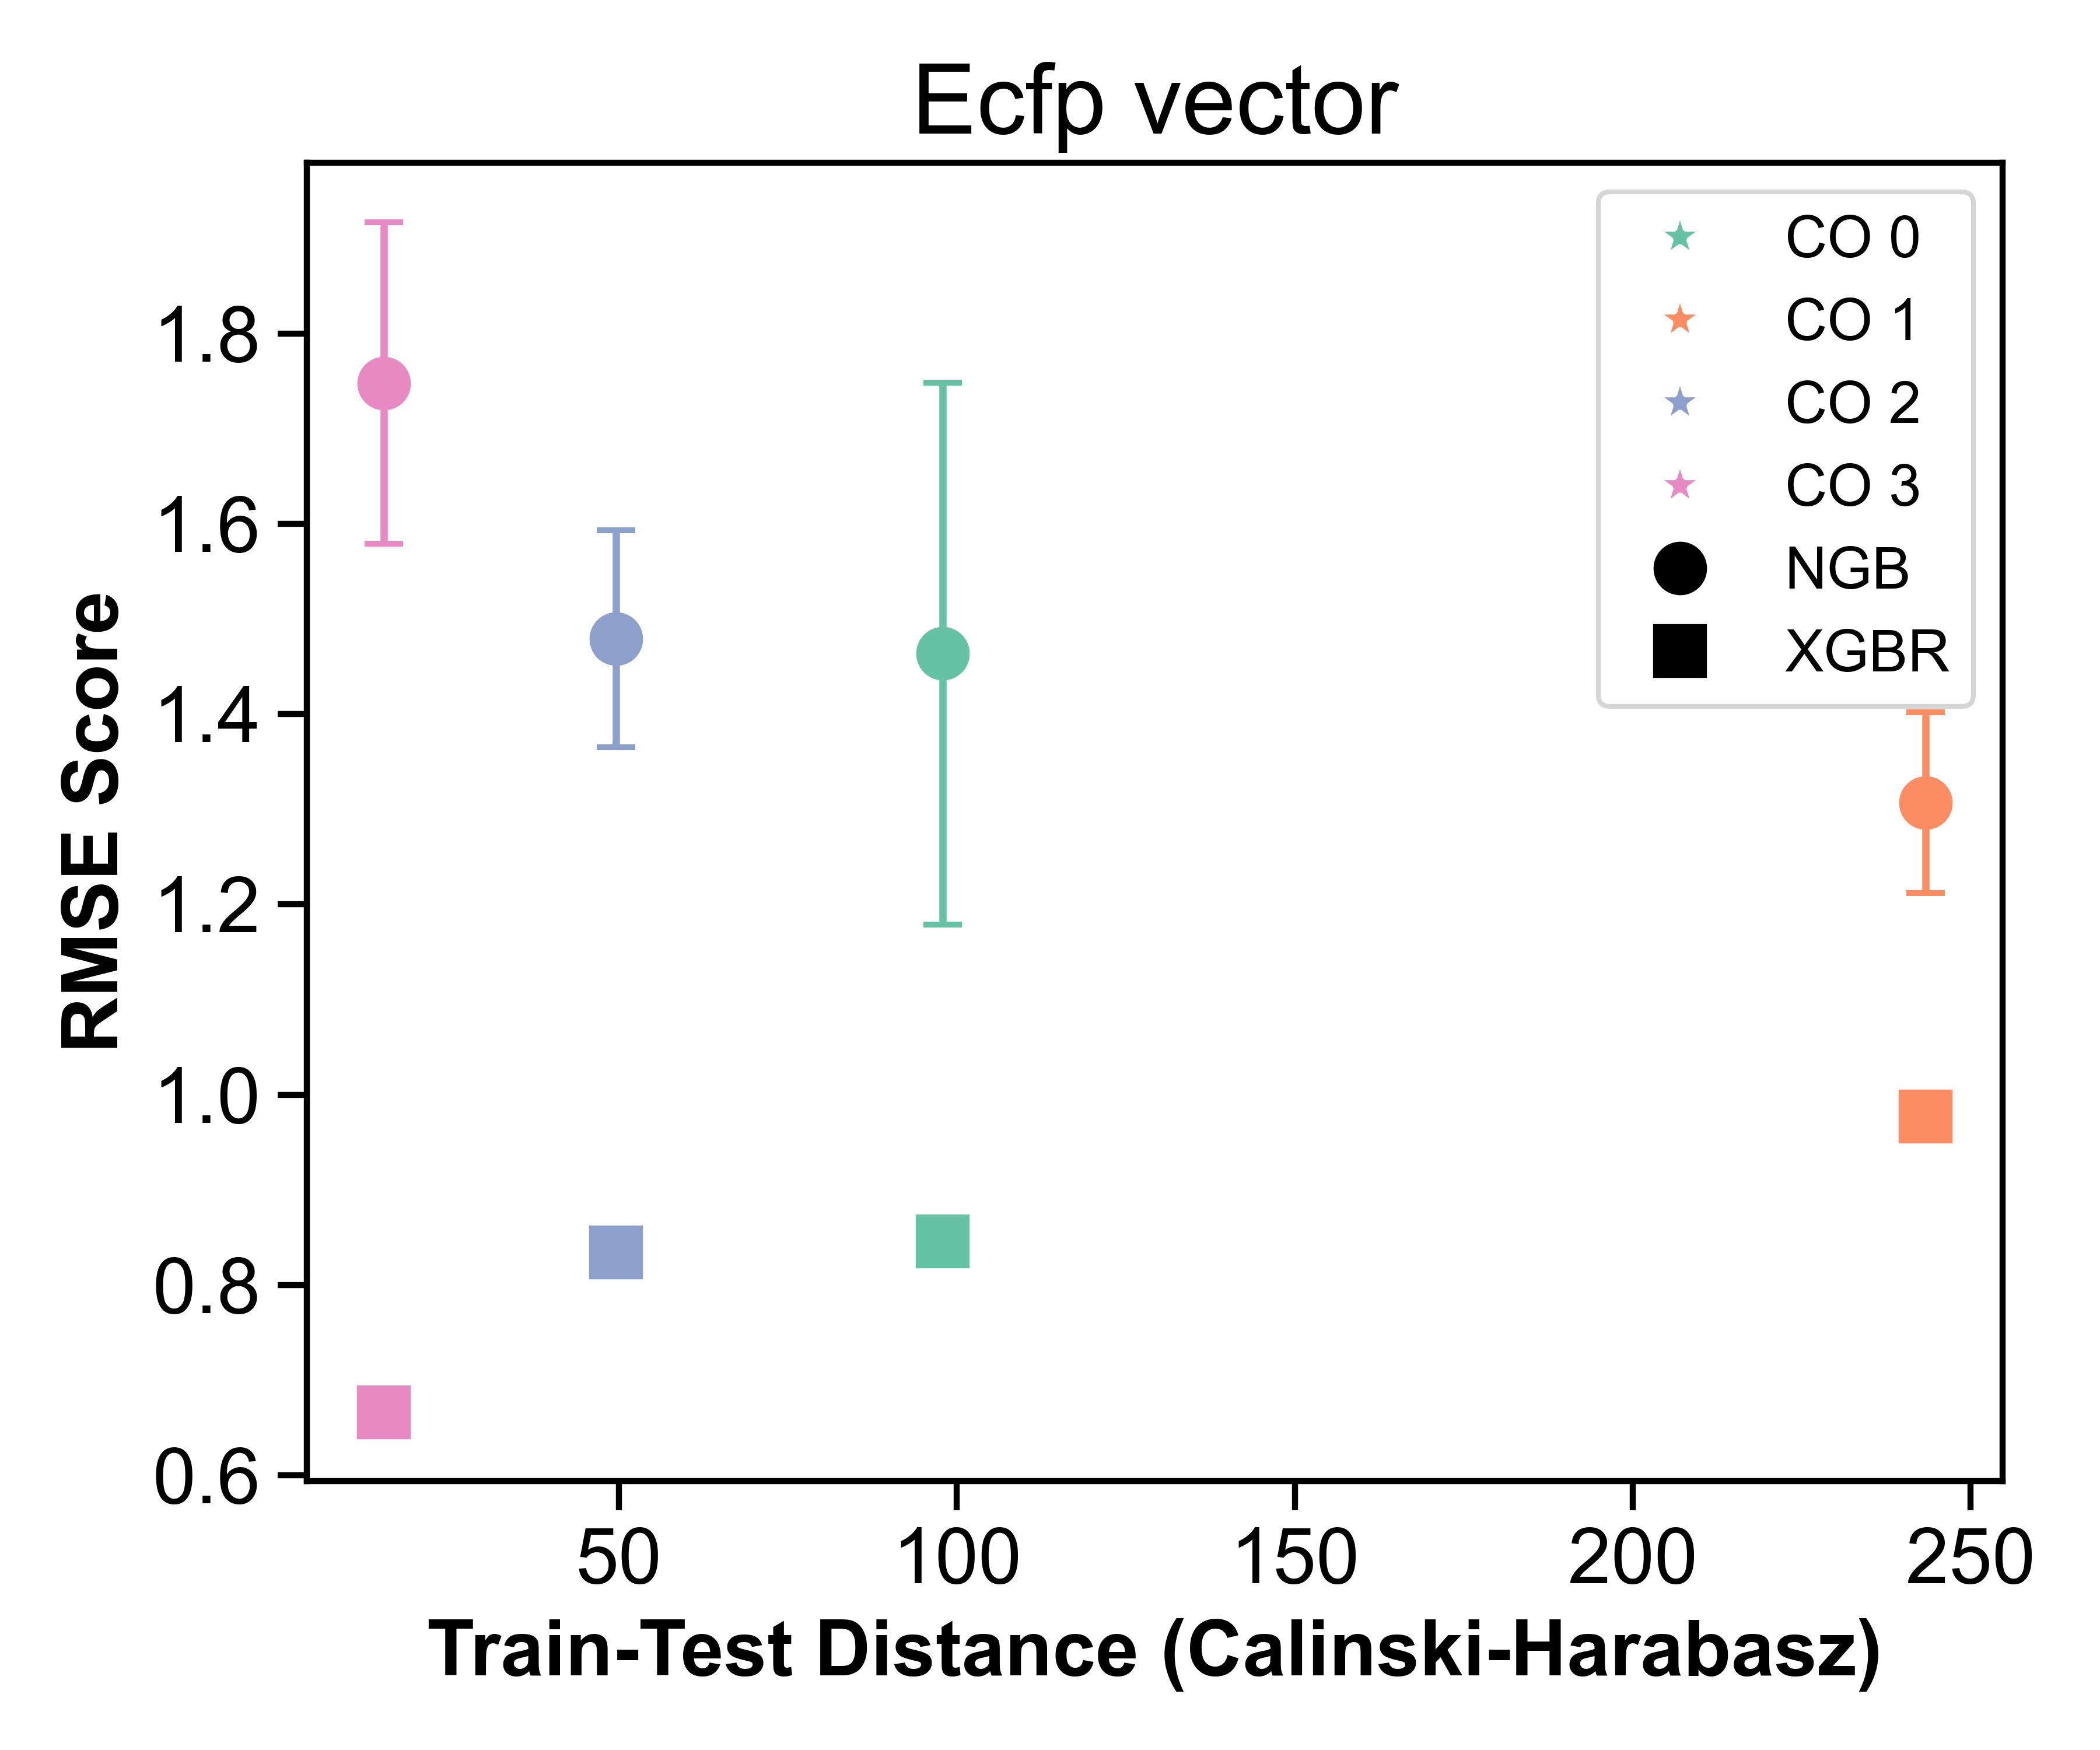 Ecfp vector
CO 0
CO 1
CO 2
CO 3
NGB
XGBR
RMSE Score
1.8
1.6
1.4
1.2
1.0
0.8
0.6
50 100 150 200 250
Train-Test Distance (Calinski-Harabasz)